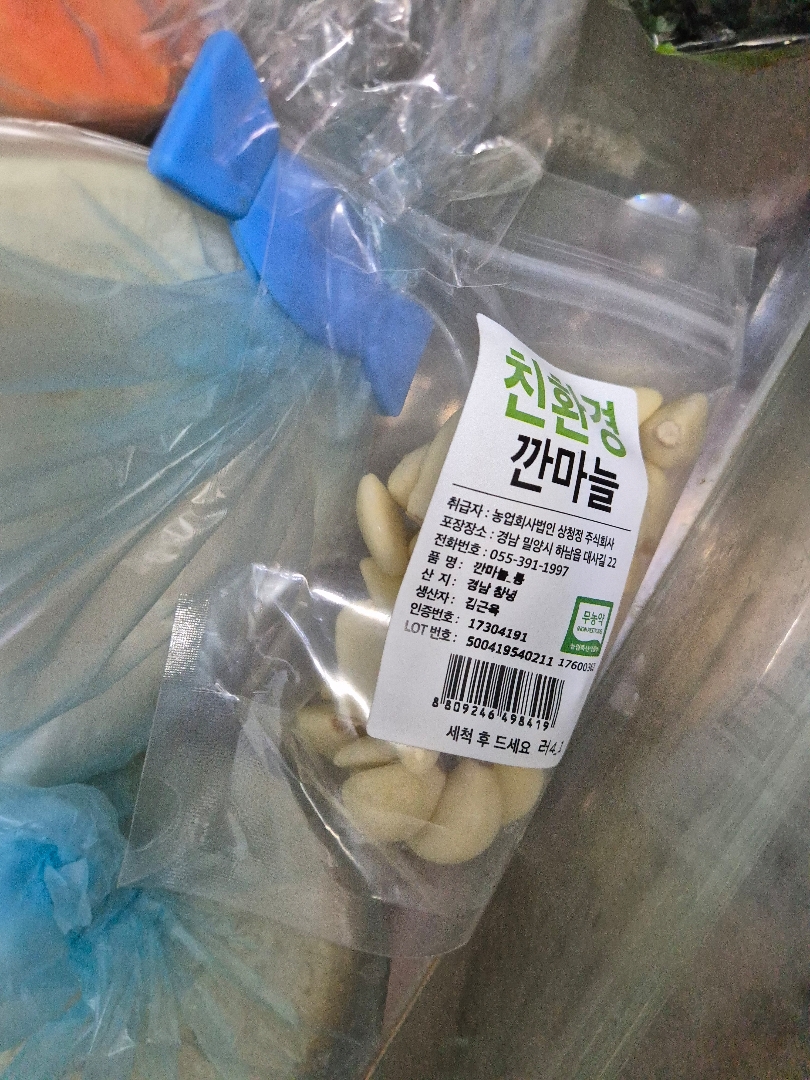 친환경
깐마늘
취급자 : 농업회사법인 상청정 주식회사
포장장소 : 경남 밀양시 하남읍 대사길 22
전화번호 : 055-391-1997
품 명 : 깐마늘_통
산 지 : 경남 창녕
생산자 : 김근욱
인증번호 : 17304191
LOT번호 : 500419540211
무농약
8 809246 498419
세척 후 드세요